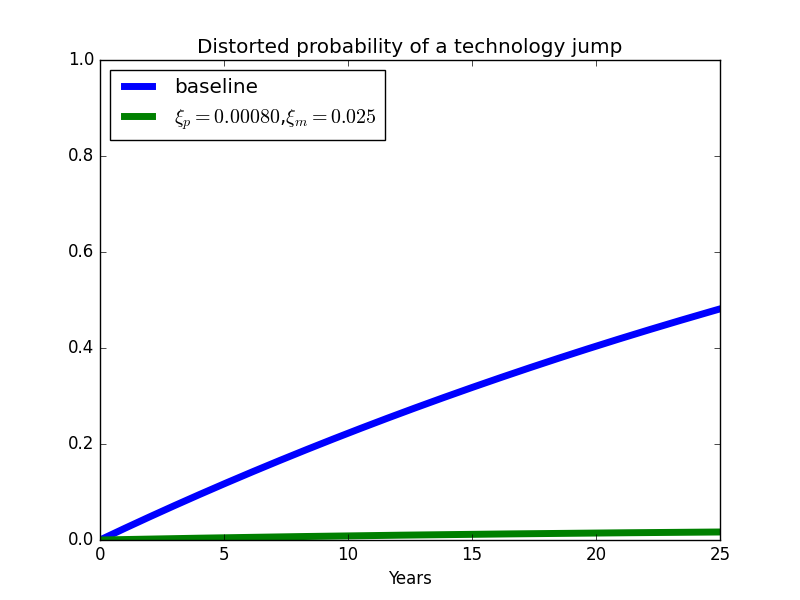 Distorted probability of a technology jump
1.0
baseline
ξp = 0.00080,ξm = 0.025
0.8
0.6
0.4
0.2
0.0
0 5 10 15 20 25
Years